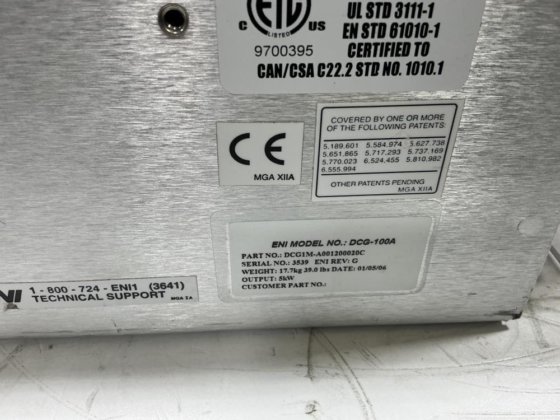 ETL
C US
LISTED
9700395
UL STD 3111-1
EN STD 61010-1
CERTIFIED TO
CAN/CSA C22.2 STD NO. 1010.1
CE
MGA XIIA
COVERED BY ONE OR MORE
OF THE FOLLOWING PATENTS:
5.189.601 5.584.974 5.627.738
5.651.865 5.717.293 5.737.169
5.770.023 6.524.455 5.810.982
6.555.994
OTHER PATENTS PENDING
MGA XIIA
ENI MODEL NO.: DCG-100A
PART NO.: DCG1M-A001200020C
SERIAL NO.: 3539 ENI REV: G
WEIGHT: 17.7kg 39.0 lbs DATE: 01/05/06
OUTPUT: 5kW
CUSTOMER PART NO.:
NI 1 - 800 - 724 - ENI1 (3641)
TECHNICAL SUPPORT MGA IA